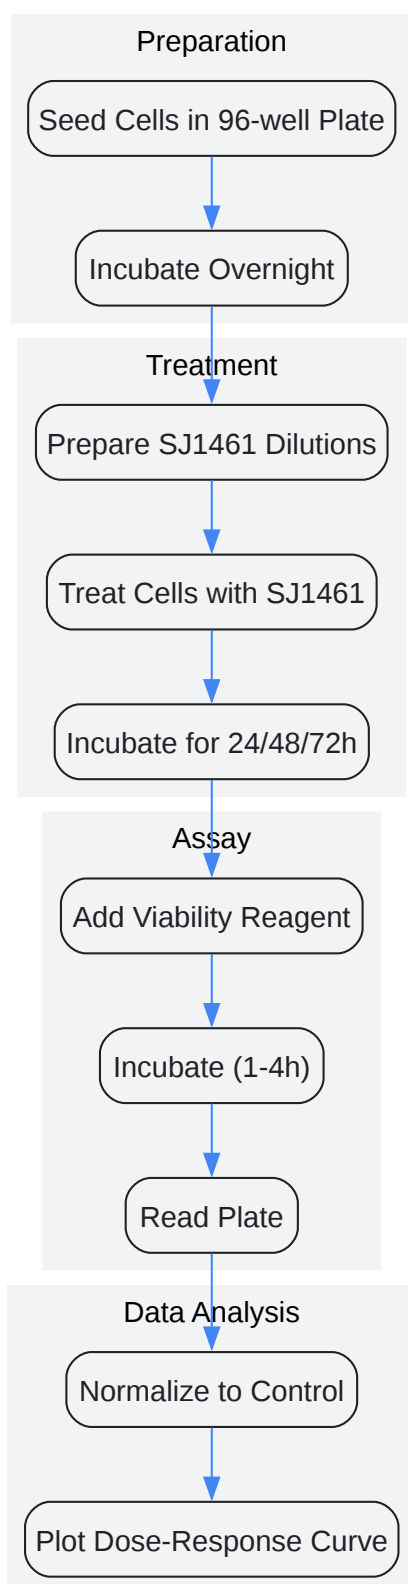 Preparation
Seed Cells in 96-well Plate
Incubate Overnight
Treatment
Prepare SJ1461 Dilutions
Treat Cells with SJ1461
Incubate for 24/48/72h
Assay
Add Viability Reagent
Incubate (1-4h)
Read Plate
Data Analysis
Normalize to Control
Plot Dose-Response Curve